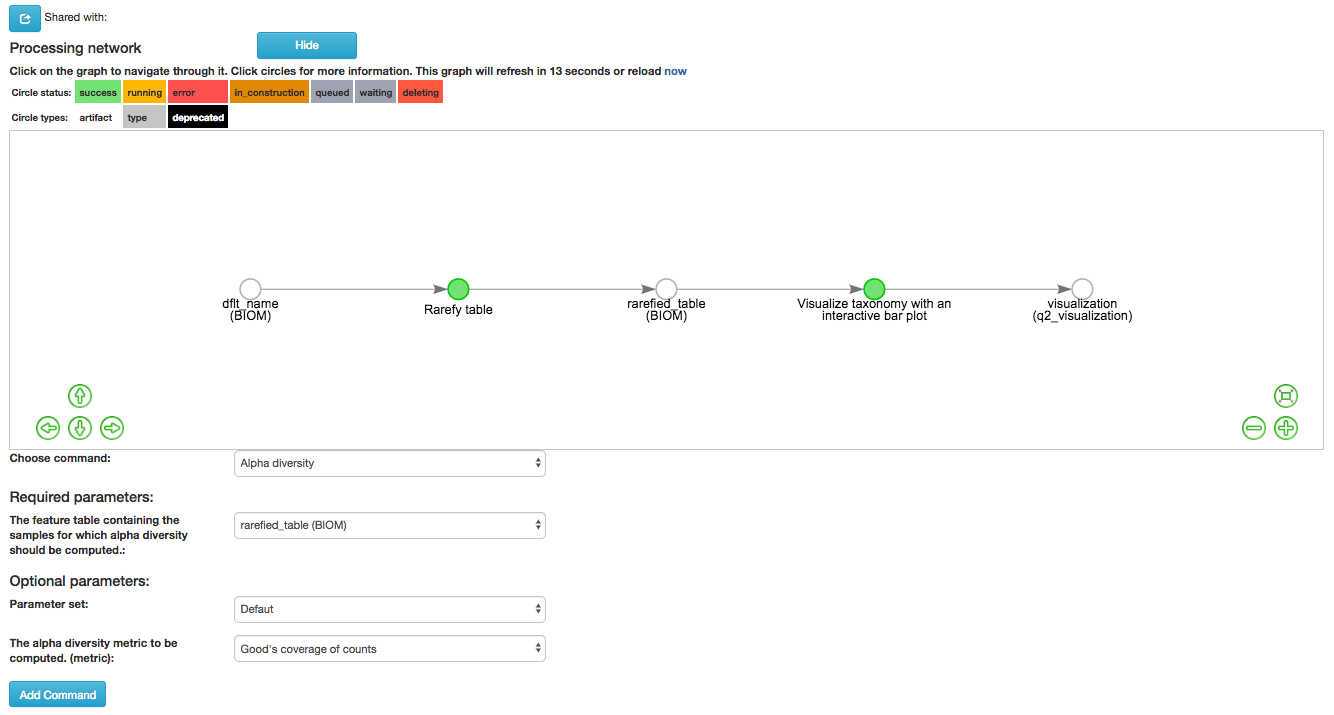 Shared with:
Processing network
Hide
Click on the graph to navigate through it. Click circles for more information. This graph will refresh in 13 seconds or reload now
Circle status: success running error in_construction queued waiting deleting
Circle types: artifact type deprecated
dflt_name
(BIOM)
Rarefy table
rarefied_table
(BIOM)
Visualize taxonomy with an
interactive bar plot
visualization
(q2_visualization)
Choose command:
Alpha diversity
Required parameters:
The feature table containing the
samples for which alpha diversity
should be computed.:
rarefied_table (BIOM)
Optional parameters:
Parameter set:
Defaut
The alpha diversity metric to be
computed. (metric):
Good's coverage of counts
Add Command